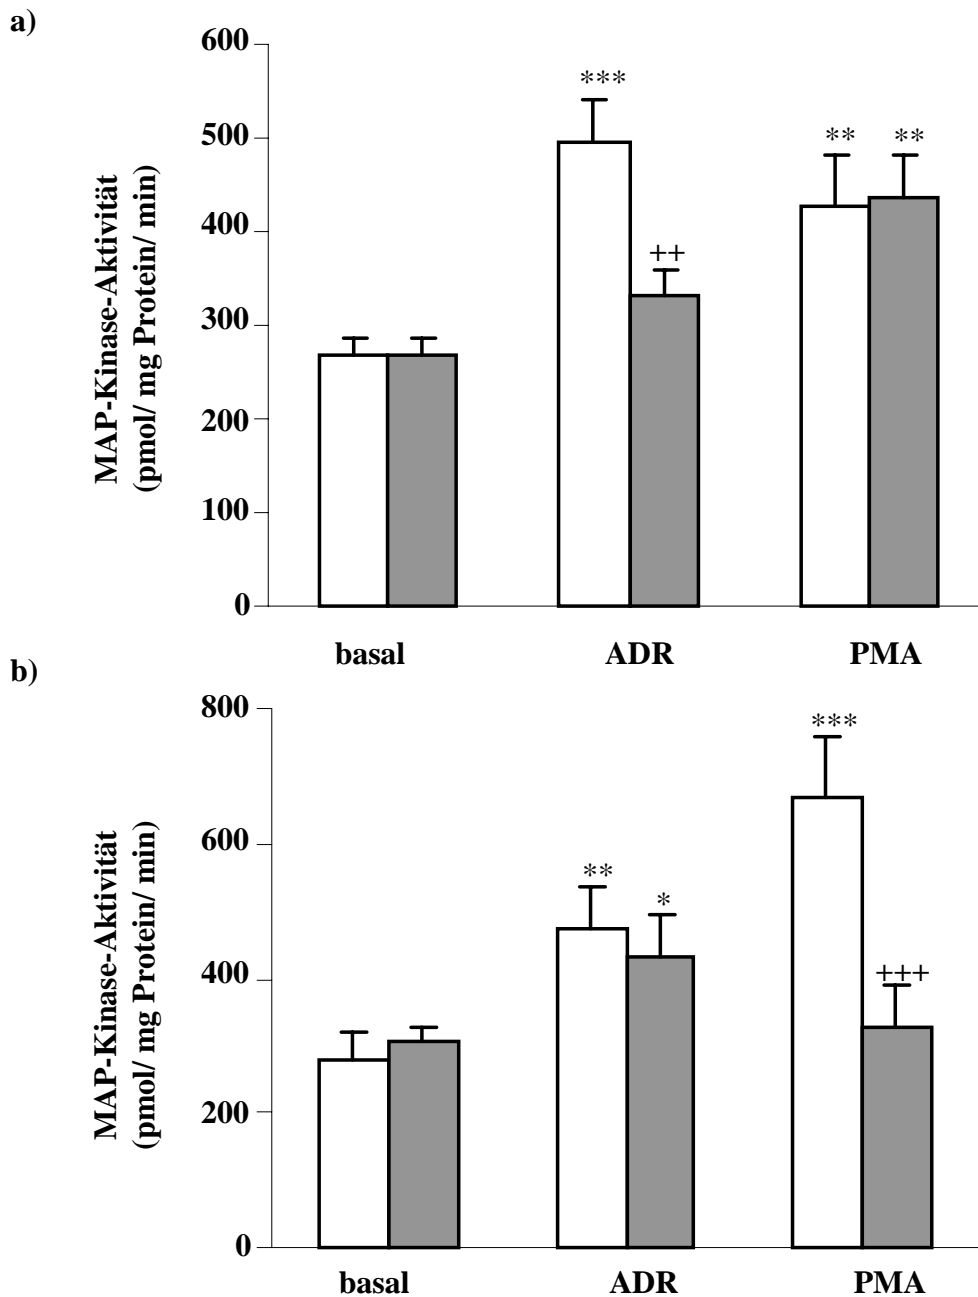 a)
600
500
400
300
200
100
0
MAP-Kinase-Aktivität
(pmol/ mg Protein/ min)
***
++
**
**
basal
ADR
PMA
b)
800
600
400
200
0
MAP-Kinase-Aktivität
(pmol/ mg Protein/ min)
**
*
***
+++
basal
ADR
PMA